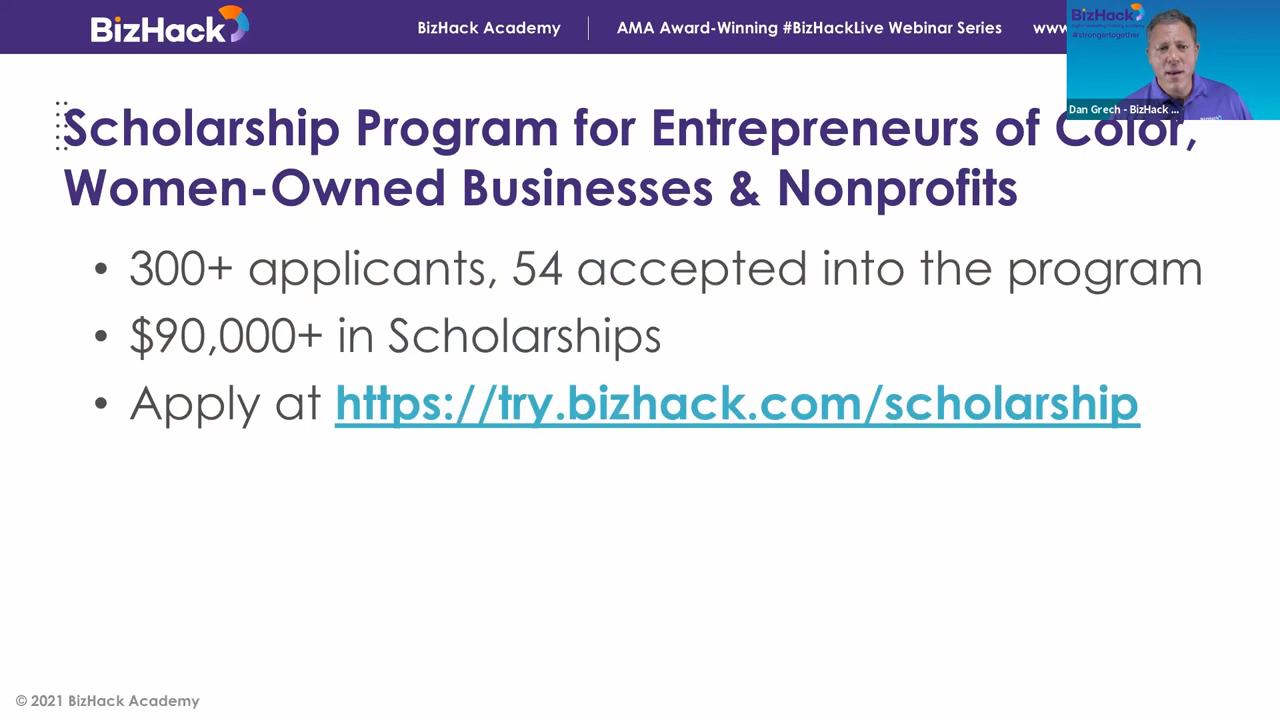 BizHack
BizHack Academy
AMA Award-Winning #BizHackLive Webinar Series
www
BizHack
#strongertogether
Dan Grech - BizHack ...
Scholarship Program for Entrepreneurs of Color,
Women-Owned Businesses & Nonprofits
• 300+ applicants, 54 accepted into the program
• $90,000+ in Scholarships
• Apply at https://try.bizhack.com/scholarship
© 2021 BizHack Academy